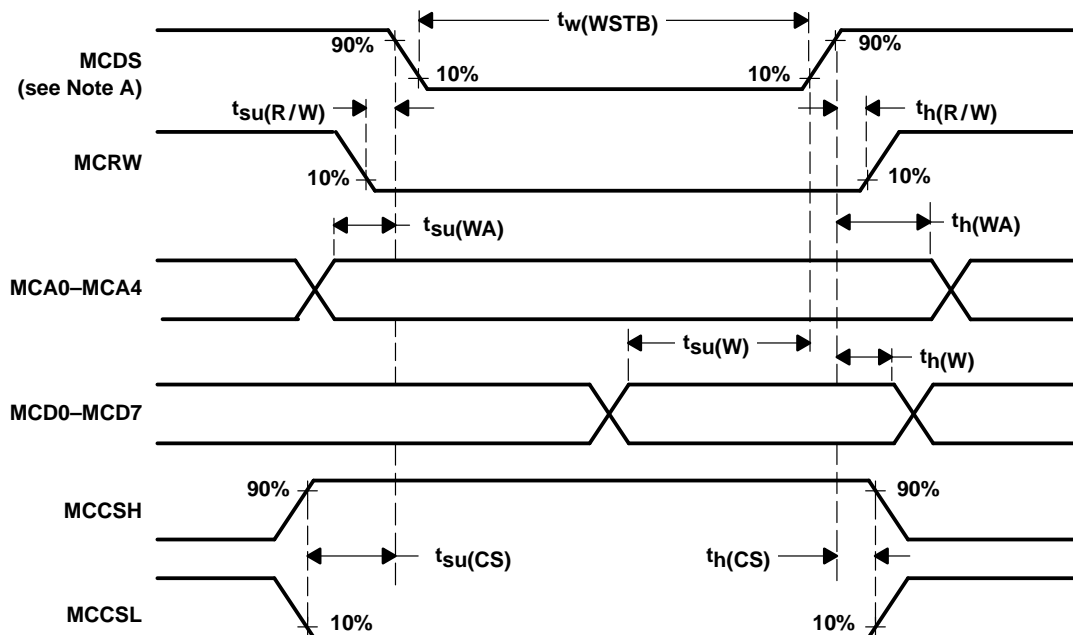 tw(WSTB)
90%
90%
MCDS
(see Note A)
10%
10%
tsu(R/W)
th(R/W)
MCRW
10%
10%
tsu(WA)
th(WA)
MCA0–MCA4
tsu(W)
th(W)
MCD0–MCD7
90%
90%
MCCSH
tsu(CS)
th(CS)
MCCSL
10%
10%